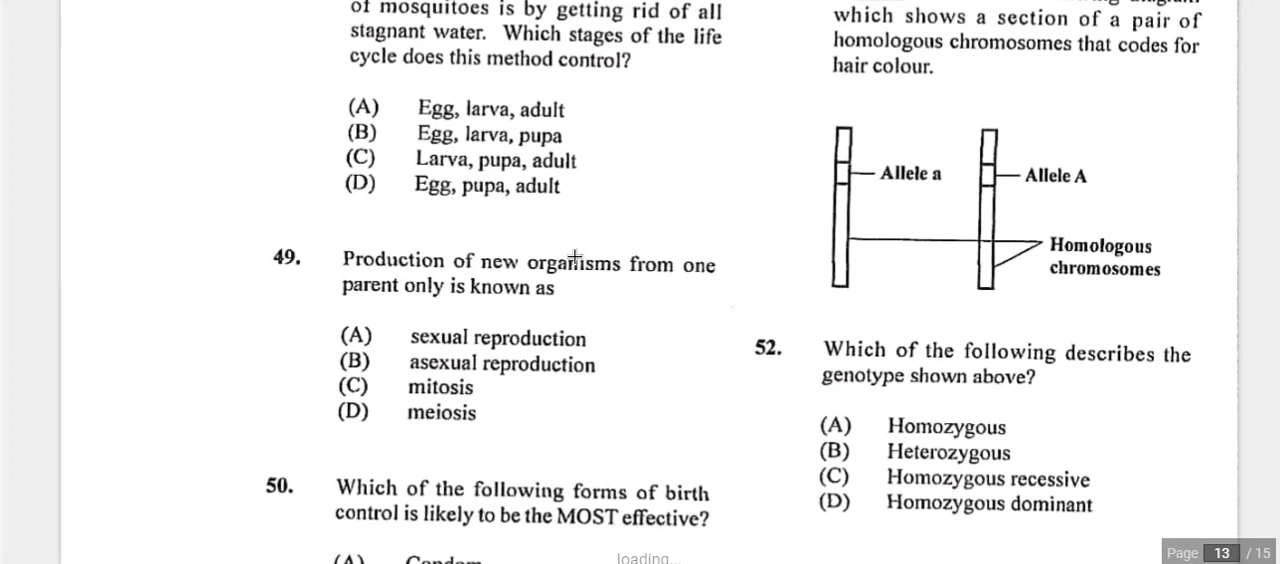 of mosquitoes is by getting rid of all
stagnant water. Which stages of the life
cycle does this method control?
(A) Egg, larva, adult
(B) Egg, larva, pupa
(C) Larva, pupa, adult
(D) Egg, pupa, adult
49. Production of new organisms from one
parent only is known as
(A) sexual reproduction
(B) asexual reproduction
(C) mitosis
(D) meiosis
50. Which of the following forms of birth
control is likely to be the MOST effective?
(A) Condom
which shows a section of a pair of
homologous chromosomes that codes for
hair colour.
Allele a
Allele A
Homologous
chromosomes
52. Which of the following describes the
genotype shown above?
(A) Homozygous
(B) Heterozygous
(C) Homozygous recessive
(D) Homozygous dominant
loading...
Page 13 / 15